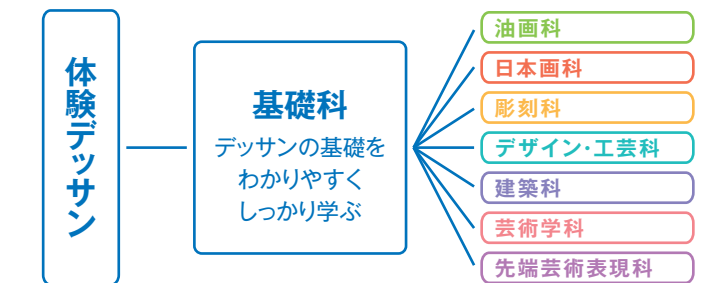 体験デッサン
基礎科
デッサンの基礎を
わかりやすく
しっかり学ぶ
油画科
日本画科
彫刻科
デザイン・工芸科
建築科
芸術学科
先端芸術表現科